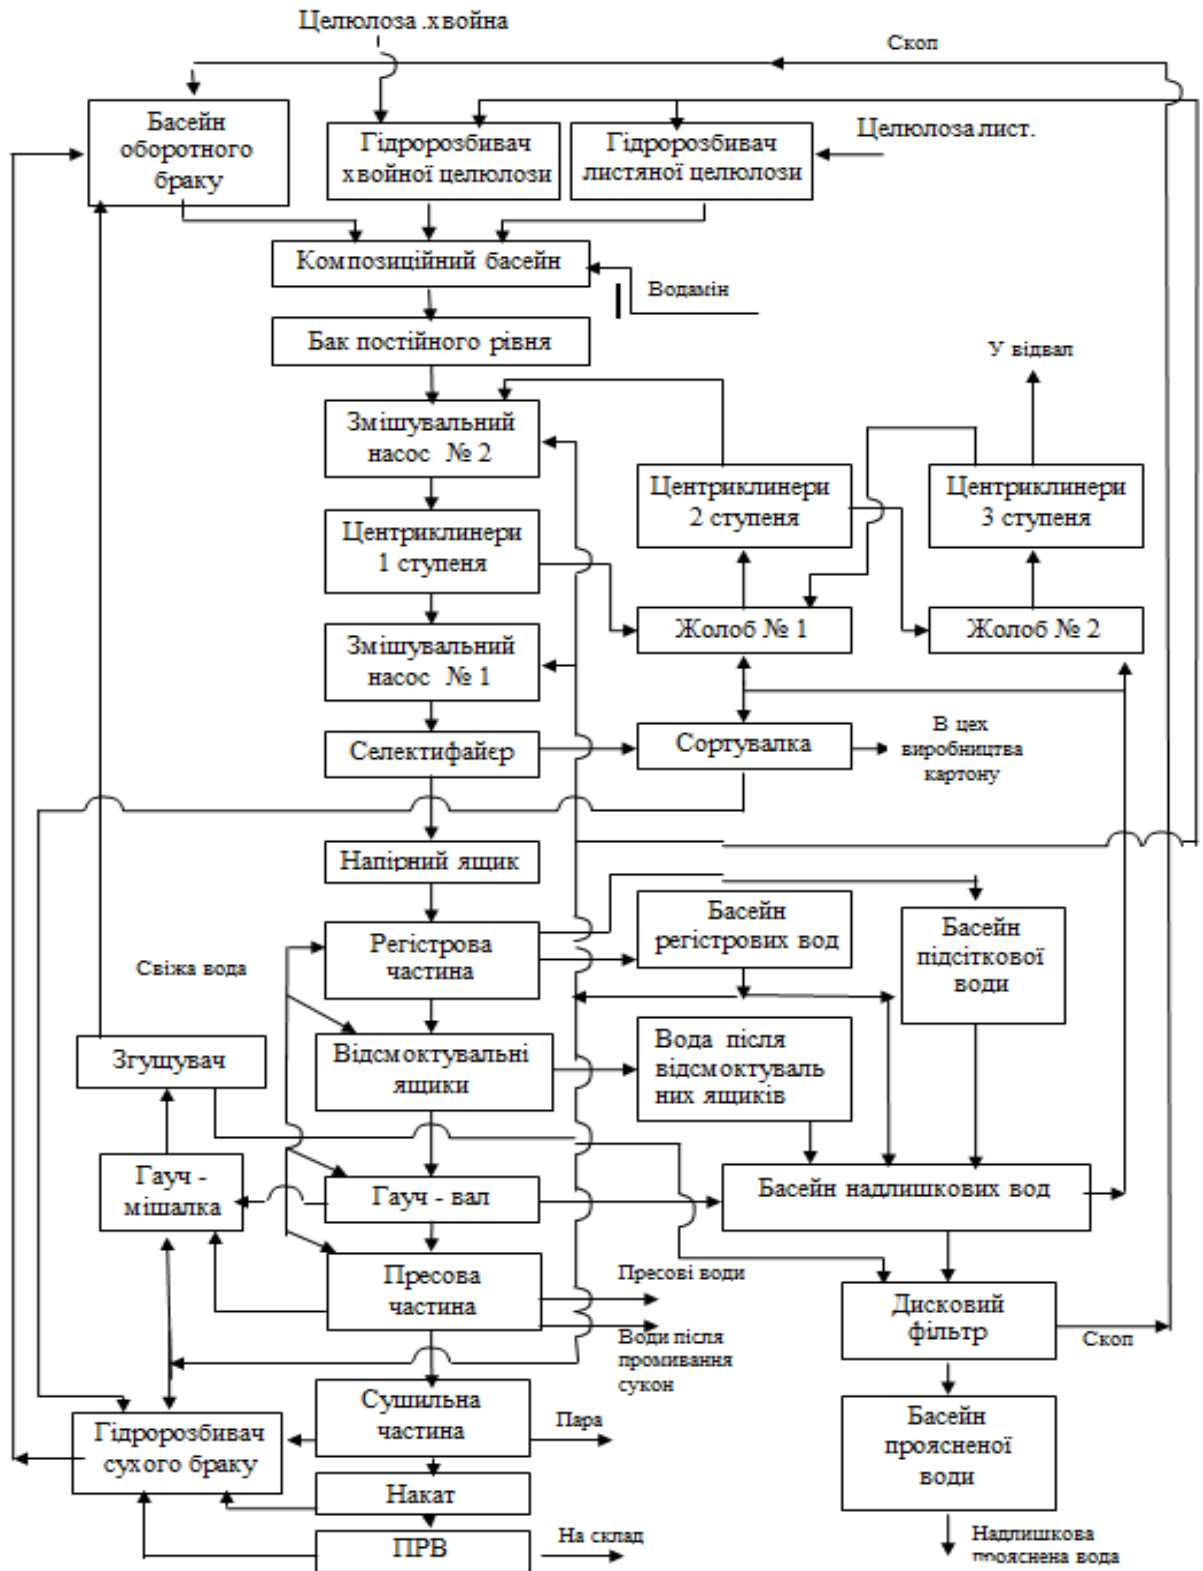 Целюлоза .хвойна
Скоп
Басейн
оборотного
браку
Гідророзбивач
хвойної целюлози
Гідророзбивач
листяної целюлози
Целюлоза лист.
Композиційний басейн
Водамін
Бак постійного рівня
У відвал
Змішувальний
насос № 2
Центриклинери
2 ступеня
Центриклинери
3 ступеня
Центриклинери
1 ступеня
Жолоб № 1
Жолоб № 2
Змішувальний
насос № 1
Селектифайєр
Сортувалка
В цех
виробництва
картону
Напірний ящик
Басейн
регістрових вод
Басейн
підсіткової
води
Регістрова
частина
Свіжа вода
Згущувач
Відсмоктувальні
ящики
Вода після
відсмоктуваль
них ящиків
Гауч -
мішалка
Гауч - вал
Басейн надлишкових вод
Пресова
частина
Пресові води
Води після
промивання
сукон
Дисковий
фільтр
Скоп
Сушильна
частина
Пара
Гідророзбивач
сухого браку
Басейн
проясненої
води
Накат
ПРВ
На склад
Надлишкова
прояснена вода